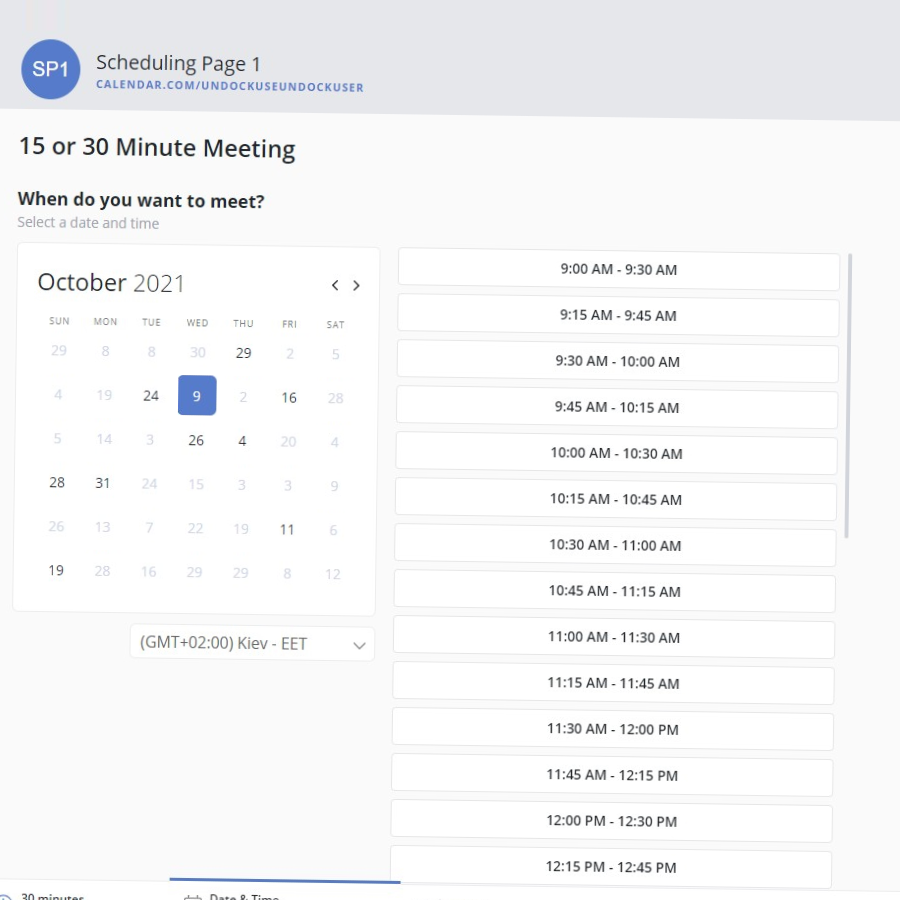 SP1
Scheduling Page 1
CALENDAR.COM/UNDOCKUSEUNDOCKUSER
15 or 30 Minute Meeting
When do you want to meet?
Select a date and time
October 2021
SUN MON TUE WED THU FRI SAT
29 8 8 30 29 2 5
4 19 24 9 2 16 28
5 14 3 26 4 20 4
28 31 24 15 3 3 9
26 13 7 22 19 11 6
19 28 16 29 29 8 12
(GMT+02:00) Kiev - EET
9:00 AM - 9:30 AM
9:15 AM - 9:45 AM
9:30 AM - 10:00 AM
9:45 AM - 10:15 AM
10:00 AM - 10:30 AM
10:15 AM - 10:45 AM
10:30 AM - 11:00 AM
10:45 AM - 11:15 AM
11:00 AM - 11:30 AM
11:15 AM - 11:45 AM
11:30 AM - 12:00 PM
11:45 AM - 12:15 PM
12:00 PM - 12:30 PM
12:15 PM - 12:45 PM
30 minutes
Date & Time